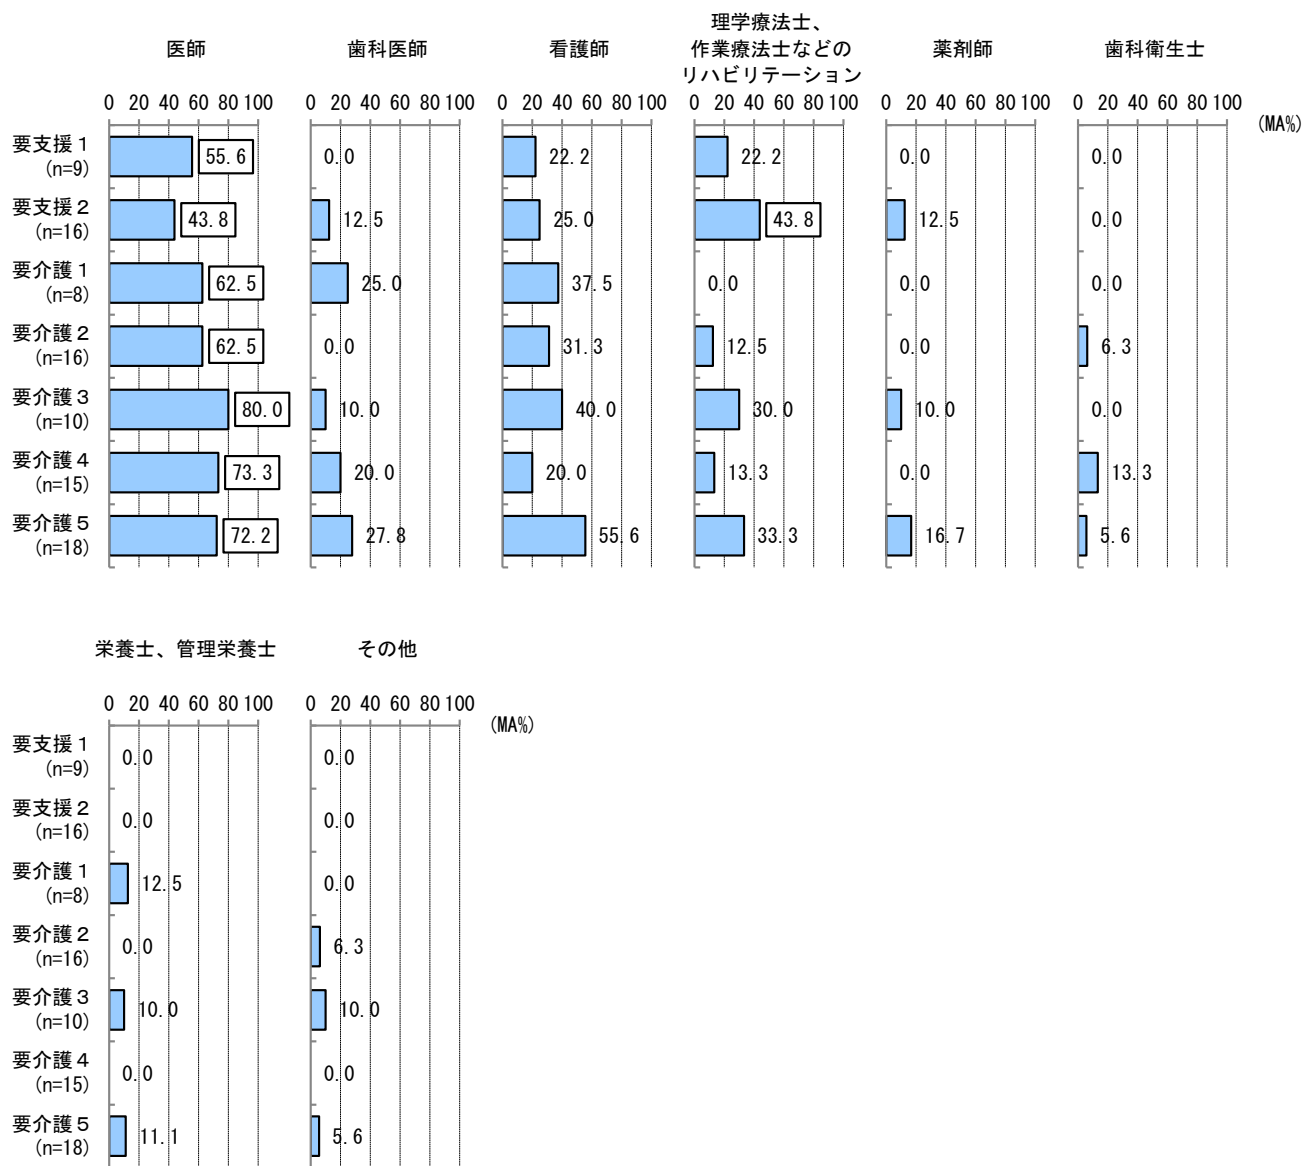 理学療法士、
医師 歯科医師 看護師 作業療法士などの 薬剤師 歯科衛生士
リハビリテーション
0 20 40 60 80 100 0 20 40 60 80 100 0 20 40 60 80 100 0 20 40 60 80 100 0 20 40 60 80 100 0 20 40 60 80 100
(MA%)
要支援１ 55.6 0.0 22.2 22.2 0.0 0.0
(n=9)
要支援２ 43.8 12.5 25.0 43.8 12.5 0.0
(n=16)
要介護１ 62.5 25.0 37.5 0.0 0.0 0.0
(n=8)
要介護２ 62.5 0.0 31.3 12.5 0.0 6.3
(n=16)
要介護３ 80.0 10.0 40.0 30.0 10.0 0.0
(n=10)
要介護４ 73.3 20.0 20.0 13.3 0.0 13.3
(n=15)
要介護５ 72.2 27.8 55.6 33.3 16.7 5.6
(n=18)
栄養士、管理栄養士 その他
0 20 40 60 80 100 0 20 40 60 80 100
(MA%)
要支援１ 0.0 0.0
(n=9)
要支援２ 0.0 0.0
(n=16)
要介護１ 12.5 0.0
(n=8)
要介護２ 0.0 6.3
(n=16)
要介護３ 10.0 10.0
(n=10)
要介護４ 0.0 0.0
(n=15)
要介護５ 11.1 5.6
(n=18)